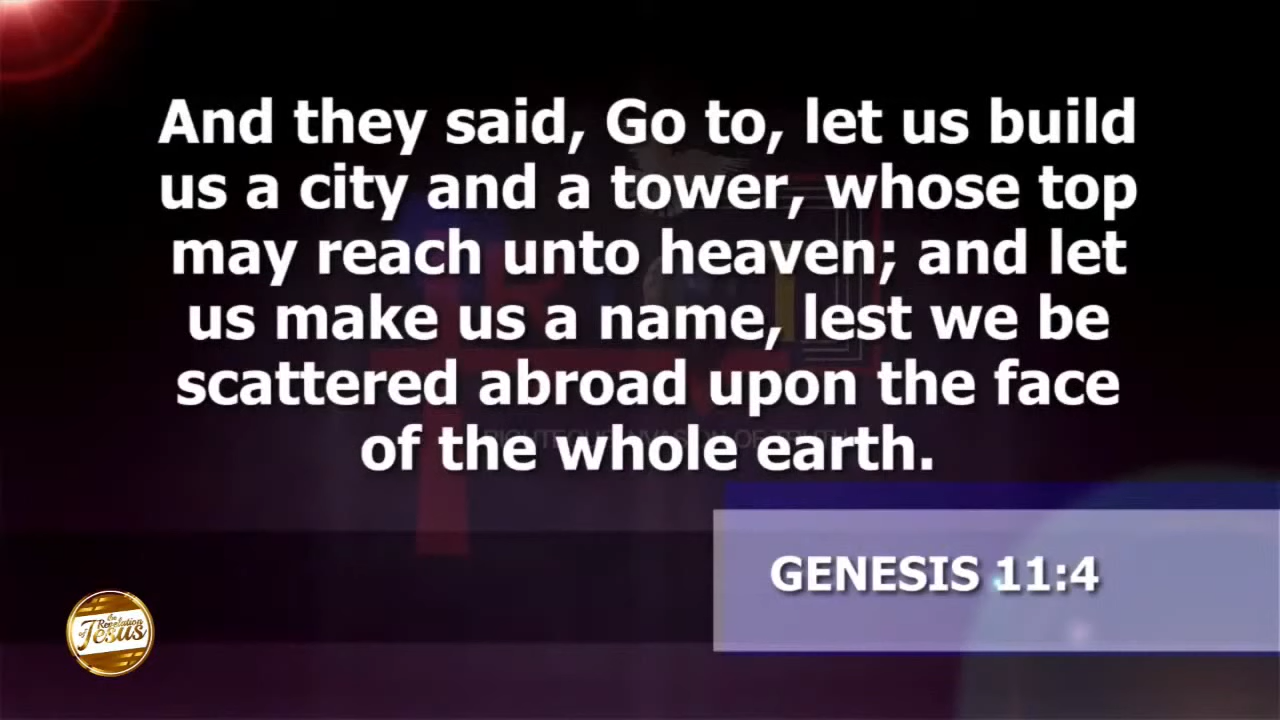 And they said, Go to, let us build
us a city and a tower, whose top
may reach unto heaven; and let
us make us a name, lest we be
scattered abroad upon the face
of the whole earth.
GENESIS 11:4
Revelation
of Jesus